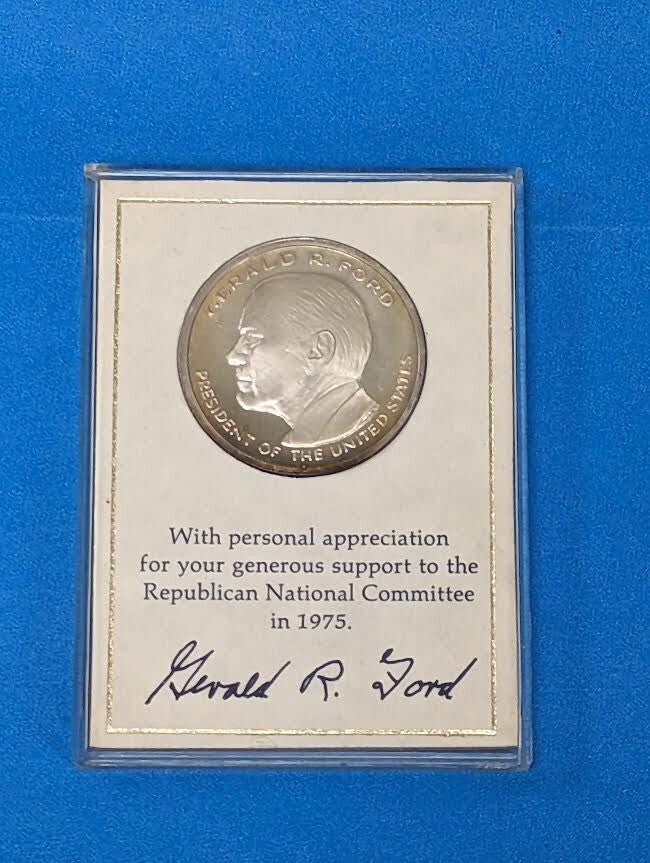 GERALD R. FORD
PRESIDENT OF THE UNITED STATES
With personal appreciation
for your generous support to the
Republican National Committee
in 1975.
Gerald R. Ford